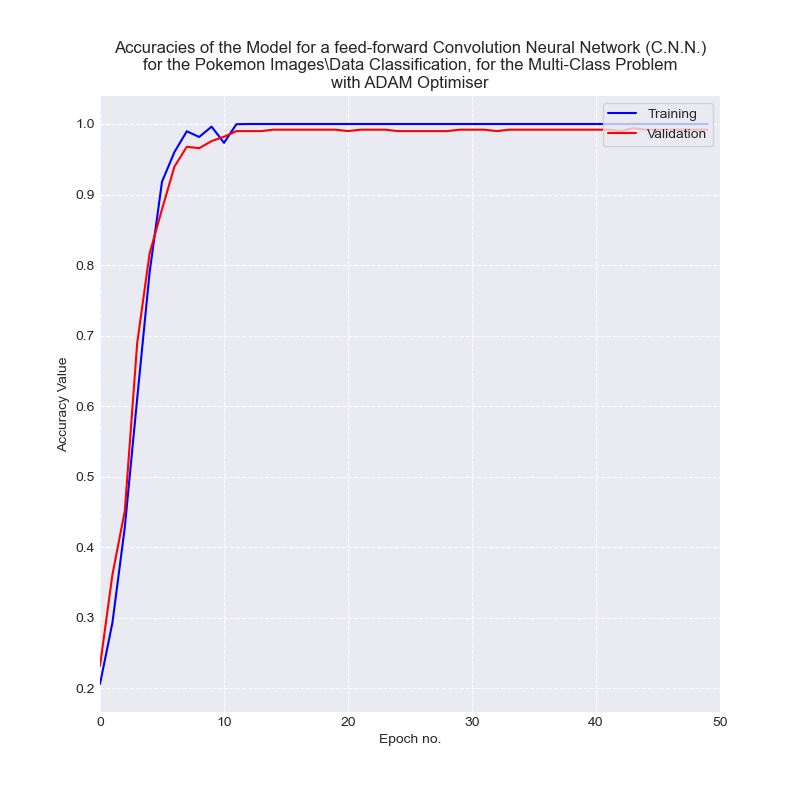 Accuracies of the Model for a feed-forward Convolution Neural Network (C.N.N.)
for the Pokemon Images\Data Classification, for the Multi-Class Problem
with ADAM Optimiser
Training
Validation
1.0
0.9
0.8
0.7
0.6
0.5
0.4
0.3
0.2
Accuracy Value
0
10
20
30
40
50
Epoch no.